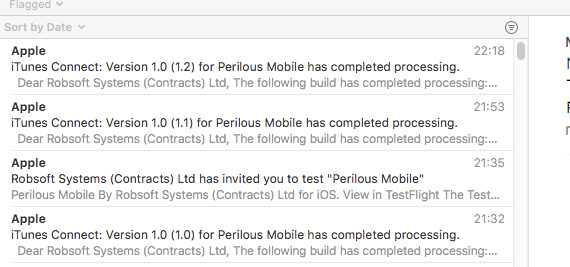 Flagged
Sort by Date
Apple 22:18
iTunes Connect: Version 1.0 (1.2) for Perilous Mobile has completed processing.
Dear Robsoft Systems (Contracts) Ltd, The following build has completed processing:...
Apple 21:53
iTunes Connect: Version 1.0 (1.1) for Perilous Mobile has completed processing.
Dear Robsoft Systems (Contracts) Ltd, The following build has completed processing:...
Apple 21:35
Robsoft Systems (Contracts) Ltd has invited you to test "Perilous Mobile"
Perilous Mobile By Robsoft Systems (Contracts) Ltd for iOS. View in TestFlight The Test...
Apple 21:32
iTunes Connect: Version 1.0 (1.0) for Perilous Mobile has completed processing.
Dear Robsoft Systems (Contracts) Ltd, The following build has completed processing:...